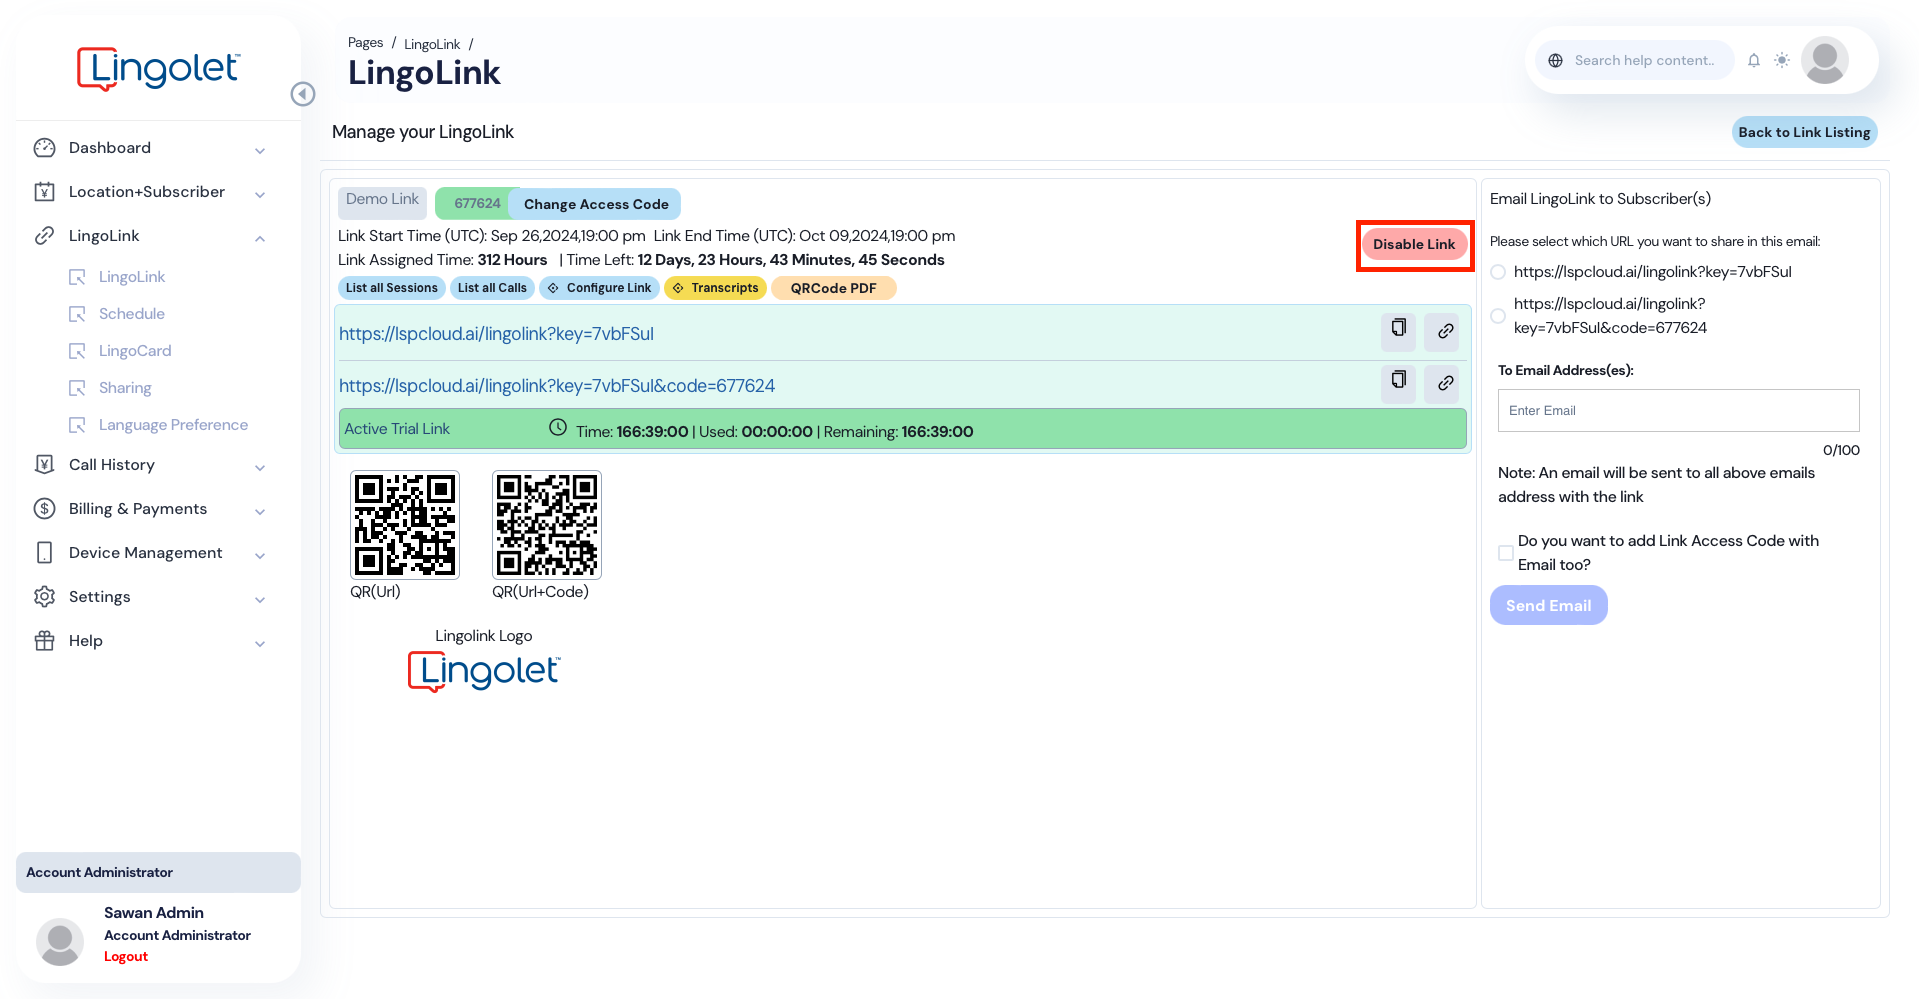 Lingolet™
Dashboard
Location+Subscriber
LingoLink
LingoLink
Schedule
LingoCard
Sharing
Language Preference
Call History
Billing & Payments
Device Management
Settings
Help
Account Administrator
Sawan Admin
Account Administrator
Logout
Pages / LingoLink /
LingoLink
Search help content..
Manage your LingoLink
Back to Link Listing
Demo Link 677624 Change Access Code
Link Start Time (UTC): Sep 26,2024,19:00 pm Link End Time (UTC): Oct 09,2024,19:00 pm
Disable Link
Link Assigned Time: 312 Hours | Time Left: 12 Days, 23 Hours, 43 Minutes, 45 Seconds
List all Sessions List all Calls Configure Link Transcripts QRCode PDF
https://lspcloud.ai/lingolink?key=7vbFSul
https://lspcloud.ai/lingolink?key=7vbFSul&code=677624
Active Trial Link Time: 166:39:00 | Used: 00:00:00 | Remaining: 166:39:00
QR(Url) QR(Url+Code)
Lingolink Logo
Lingolet™
Email LingoLink to Subscriber(s)
Please select which URL you want to share in this email:
https://lspcloud.ai/lingolink?key=7vbFSul
https://lspcloud.ai/lingolink?
key=7vbFSul&code=677624
To Email Address(es):
Enter Email
0/100
Note: An email will be sent to all above emails
address with the link
Do you want to add Link Access Code with
Email too?
Send Email